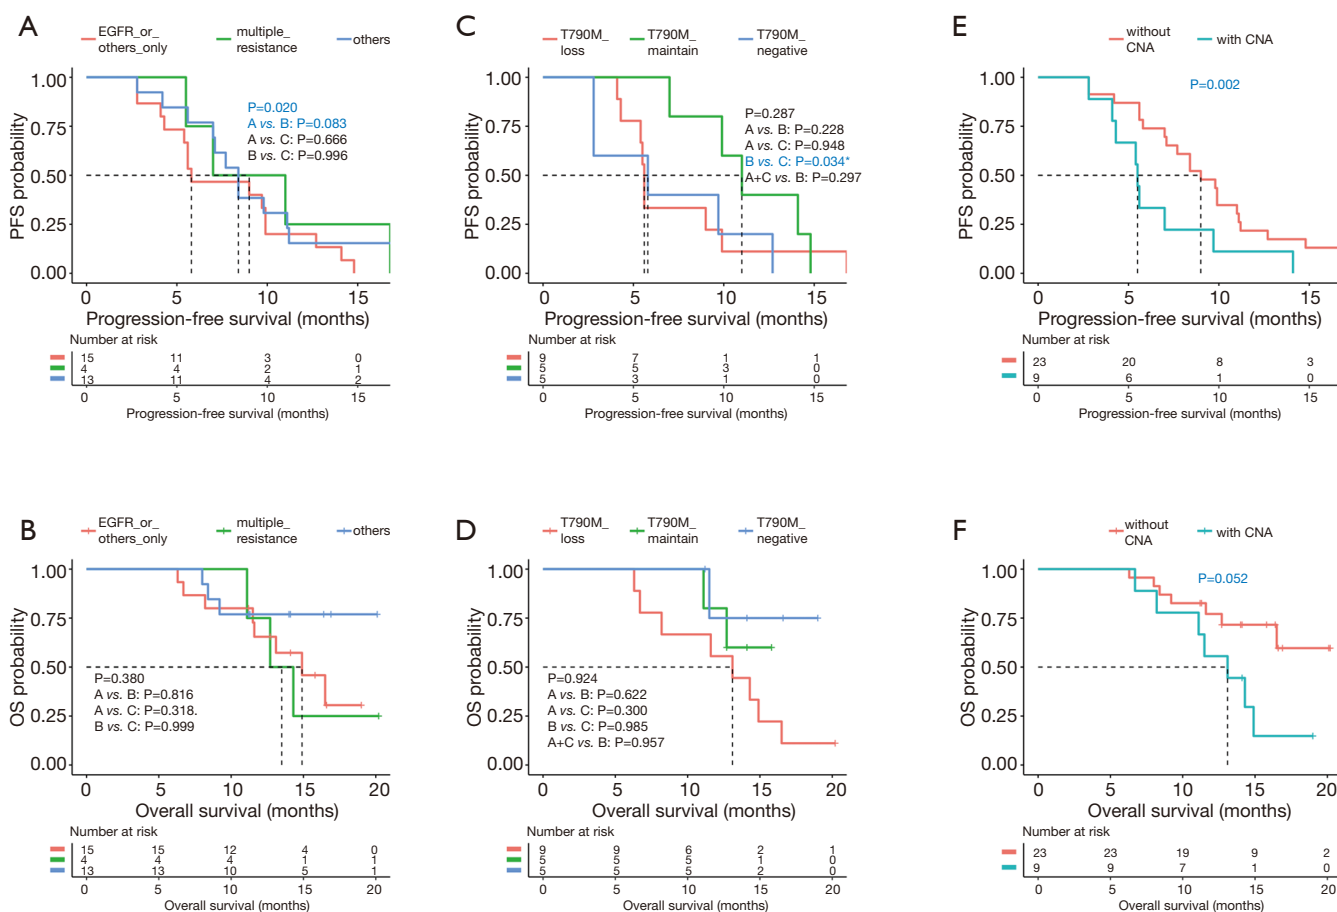 A
EGFR_or_
others_only
multiple_
resistance
others
1.00
0.75
0.50
0.25
0.00
PFS probability
P=0.020
A vs. B: P=0.083
A vs. C: P=0.666
B vs. C: P=0.996
0 5 10 15
Progression-free survival (months)
Number at risk
15 11 3 0
4 4 2 1
13 11 4 2
0 5 10 15
Progression-free survival (months)
C
T790M_
loss
T790M_
maintain
T790M_
negative
1.00
0.75
0.50
0.25
0.00
PFS probability
P=0.287
A vs. B: P=0.228
A vs. C: P=0.948
B vs. C: P=0.034*
A+C vs. B: P=0.297
0 5 10 15
Progression-free survival (months)
Number at risk
9 7 1 1
5 5 3 0
5 3 1 0
0 5 10 15
Progression-free survival (months)
E
without
CNA
with CNA
1.00
0.75
0.50
0.25
0.00
PFS probability
P=0.002
0 5 10 15
Progression-free survival (months)
Number at risk
23 20 8 3
9 6 1 0
0 5 10 15
Progression-free survival (months)
B
EGFR_or_
others_only
multiple_
resistance
others
1.00
0.75
0.50
0.25
0.00
OS probability
P=0.380
A vs. B: P=0.816
A vs. C: P=0.318.
B vs. C: P=0.999
0 5 10 15 20
Overall survival (months)
Number at risk
15 15 12 4 0
4 4 4 1 1
13 13 10 5 1
0 5 10 15 20
Overall survival (months)
D
T790M_
loss
T790M_
maintain
T790M_
negative
1.00
0.75
0.50
0.25
0.00
OS probability
P=0.924
A vs. B: P=0.622
A vs. C: P=0.300
B vs. C: P=0.985
A+C vs. B: P=0.957
0 5 10 15 20
Overall survival (months)
Number at risk
9 9 6 2 1
5 5 5 1 0
5 5 5 2 0
0 5 10 15 20
Overall survival (months)
F
without
CNA
with CNA
1.00
0.75
0.50
0.25
0.00
OS probability
P=0.052
0 5 10 15 20
Overall survival (months)
Number at risk
23 23 19 9 2
9 9 7 1 0
0 5 10 15 20
Overall survival (months)